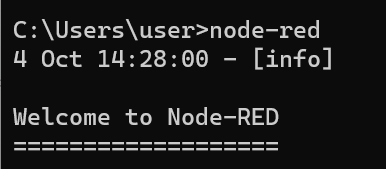 C:\Users\user>node-red
4 Oct 14:28:00 - [info]
Welcome to Node-RED
===================